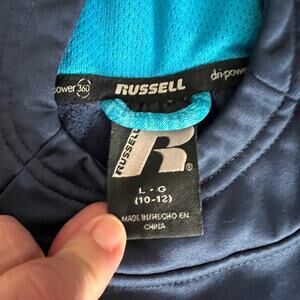 power 360
RUSSELL
dri-power
RUSSELL
R
®
L - G
(10-12)
MADE IN/HECHO EN
CHINA